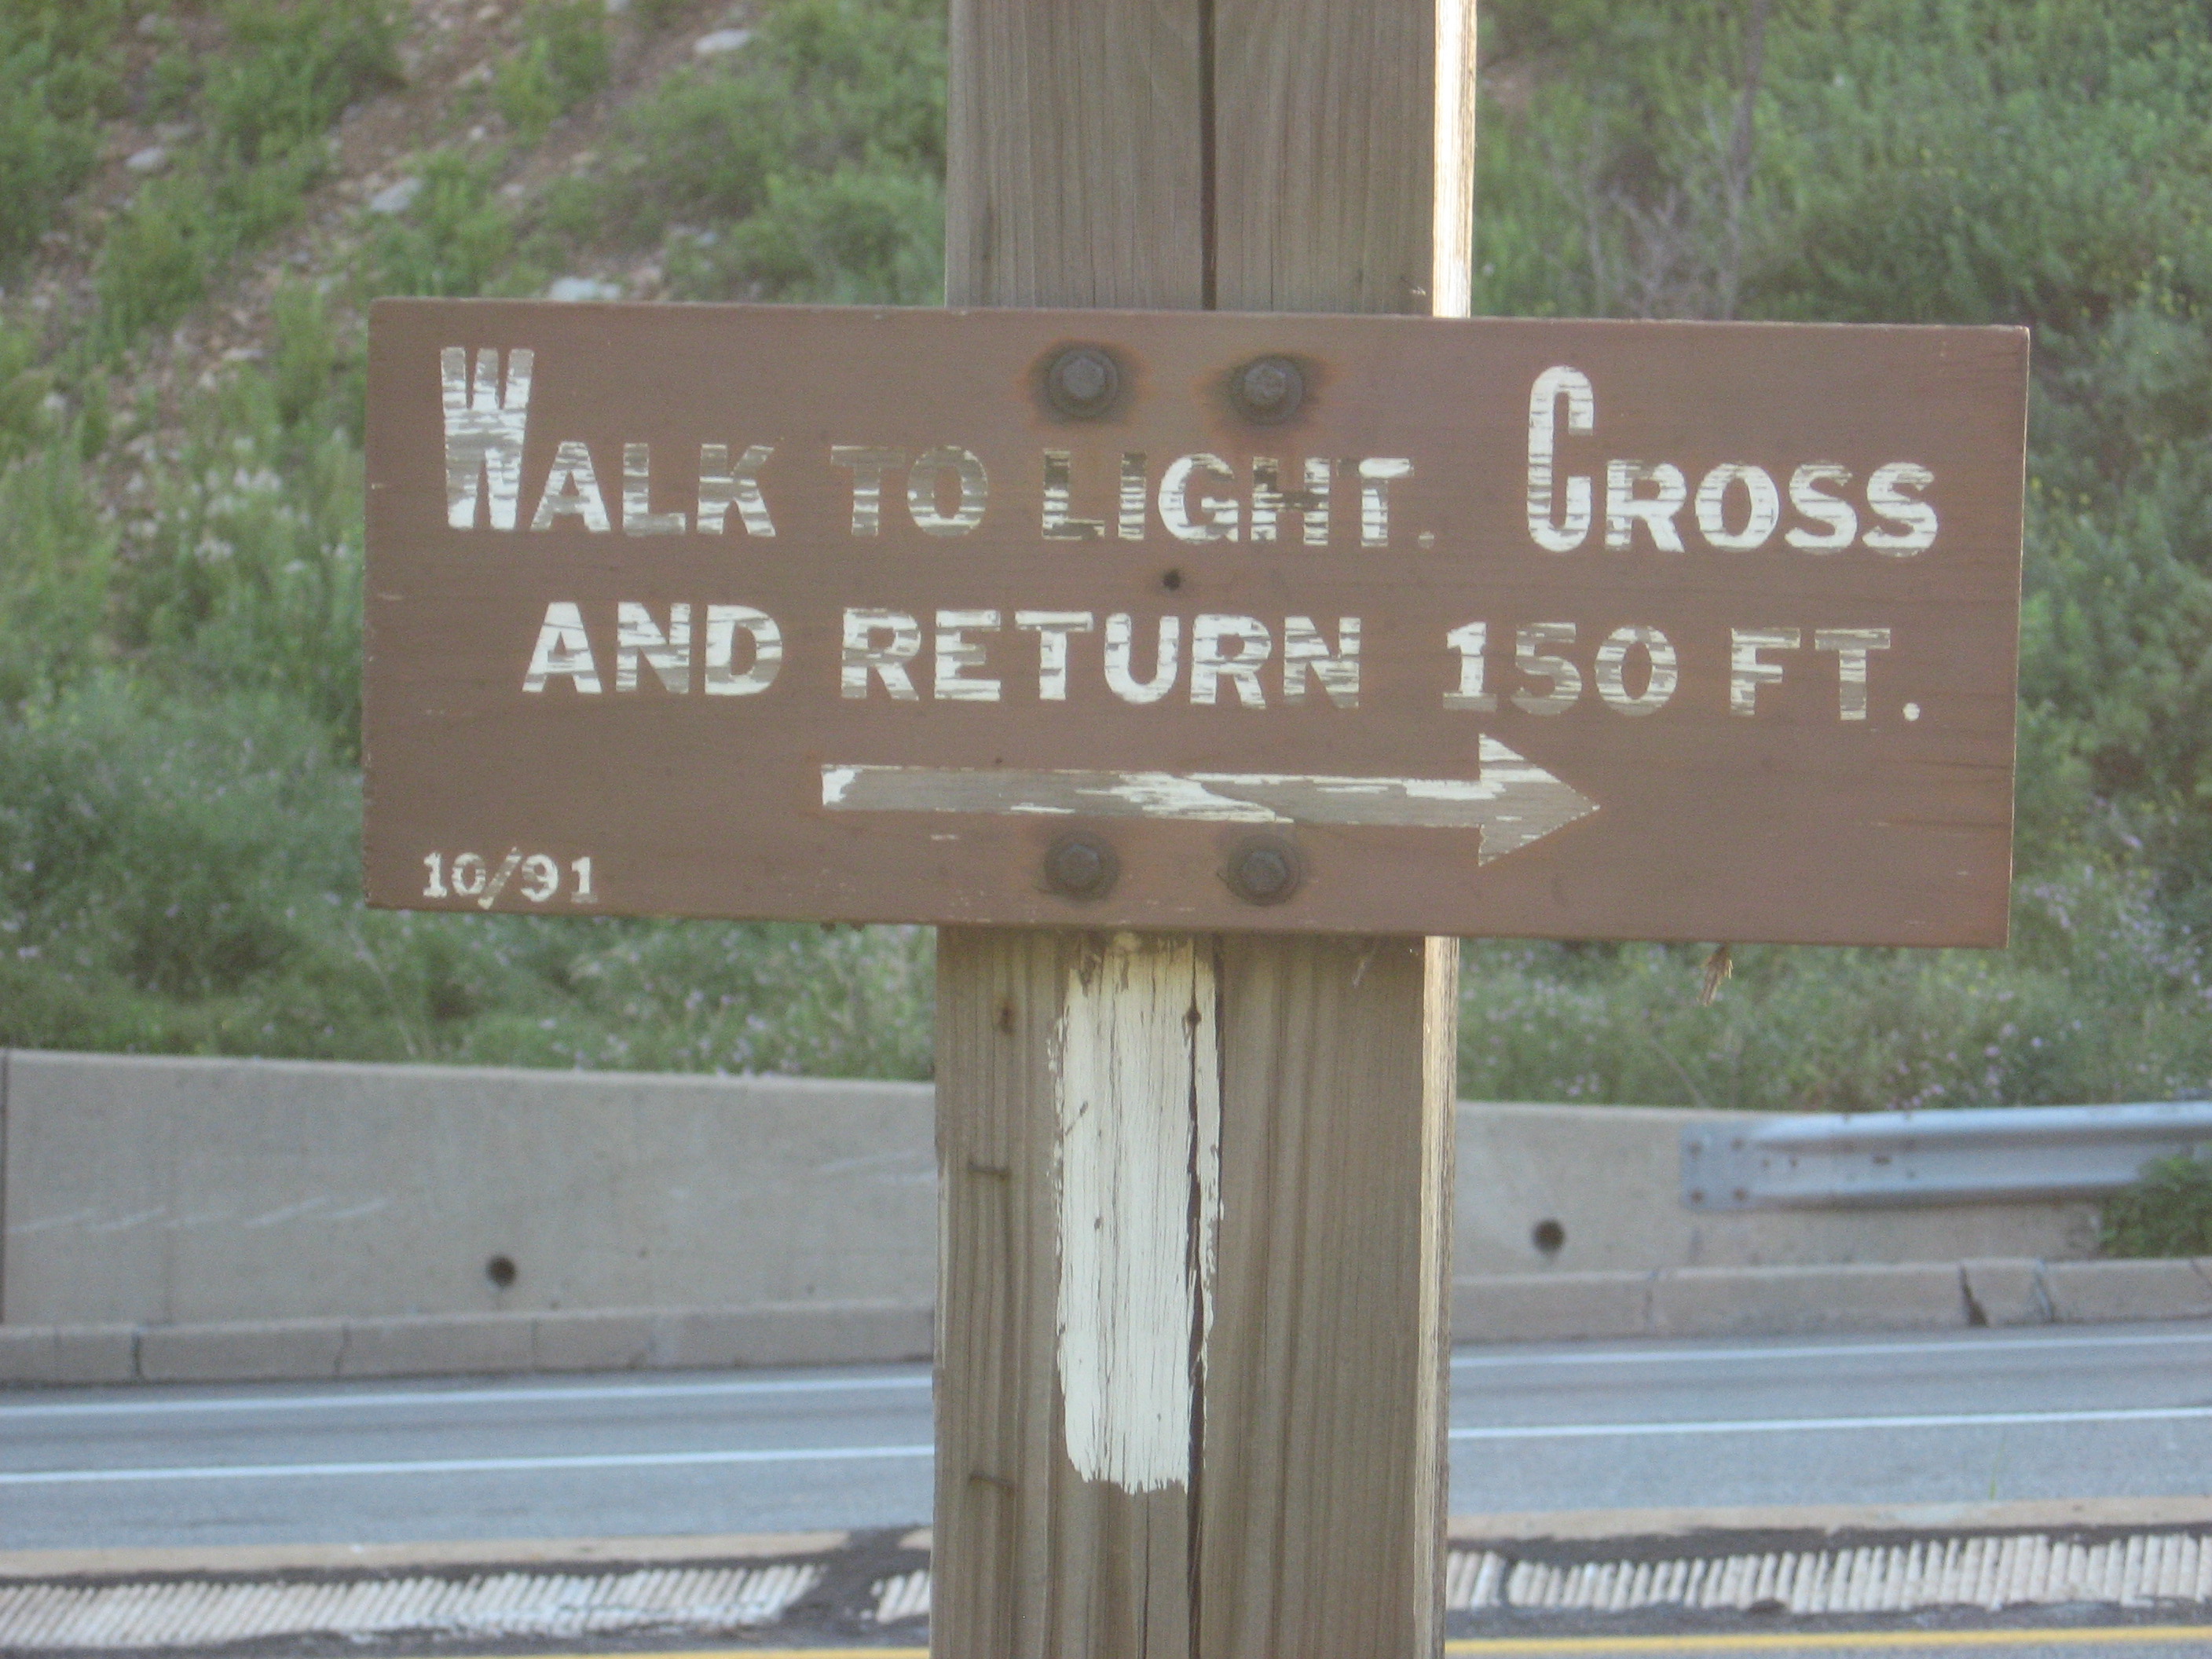 WALK TO LIGHT. CROSS
AND RETURN 150 FT.
10/91